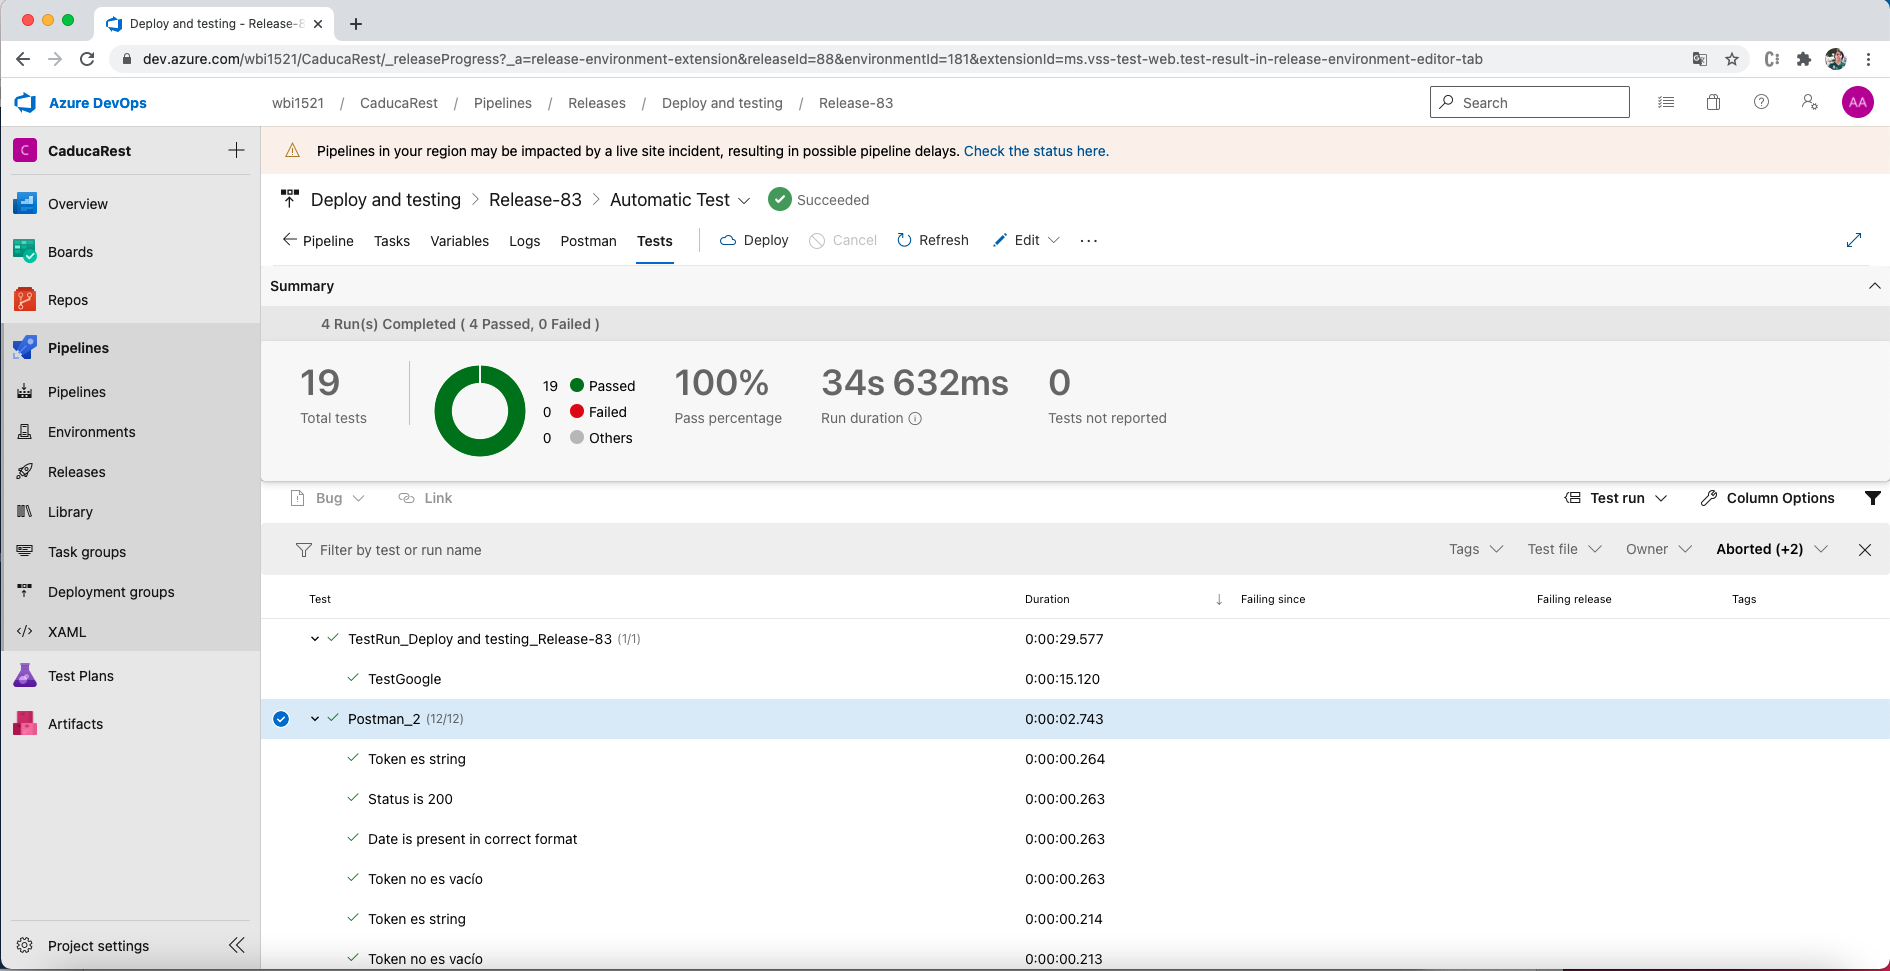 Deploy and testing - Release-8
dev.azure.com/wbi1521/CaducaRest/_releaseProgress?_a=release-environment-extension&releaseId=88&environmentId=181&extensionId=ms.vss-test-web.test-result-in-release-environment-editor-tab
Azure DevOps
wbi1521 / CaducaRest / Pipelines / Releases / Deploy and testing / Release-83
Search
AA
C CaducaRest
Overview
Boards
Repos
Pipelines
Pipelines
Environments
Releases
Library
Task groups
Deployment groups
XAML
Test Plans
Artifacts
Project settings
Pipelines in your region may be impacted by a live site incident, resulting in possible pipeline delays. Check the status here.
Deploy and testing > Release-83 > Automatic Test Succeeded
Pipeline Tasks Variables Logs Postman Tests Deploy Cancel Refresh Edit ...
Summary
4 Run(s) Completed ( 4 Passed, 0 Failed )
19
Total tests
19 Passed
0 Failed
0 Others
100%
Pass percentage
34s 632ms
Run duration
0
Tests not reported
Bug Link Test run Column Options
Filter by test or run name Tags Test file Owner Aborted (+2)
Test Duration Failing since Failing release Tags
TestRun_Deploy and testing_Release-83 (1/1) 0:00:29.577
TestGoogle 0:00:15.120
Postman_2 (12/12) 0:00:02.743
Token es string 0:00:00.264
Status is 200 0:00:00.263
Date is present in correct format 0:00:00.263
Token no es vacío 0:00:00.263
Token es string 0:00:00.214
Token no es vacío 0:00:00.213